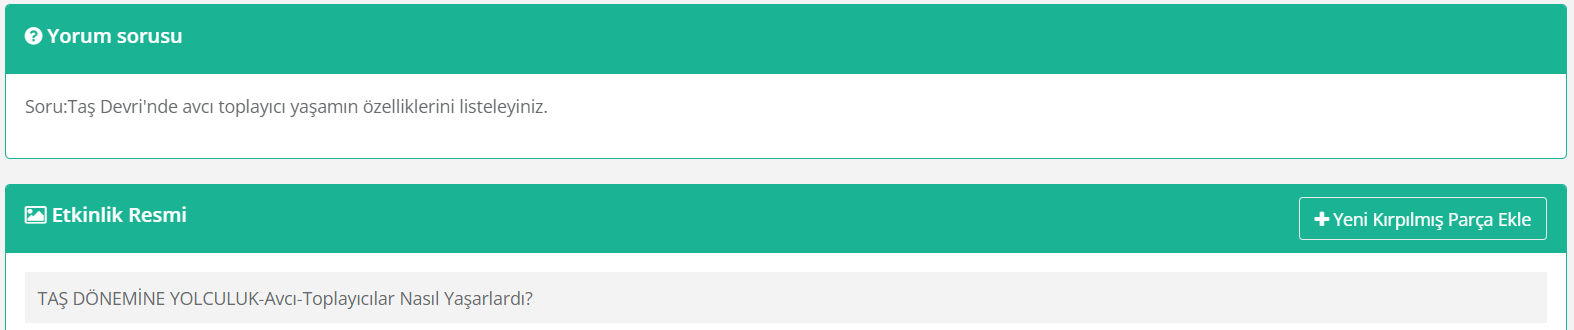 Yorum sorusu
Soru:Taş Devri'nde avcı toplayıcı yaşamın özelliklerini listeleyiniz.
Etkinlik Resmi
Yeni Kırpılmış Parça Ekle
TAŞ DÖNEMİNE YOLCULUK-Avcı-Toplayıcılar Nasıl Yaşarlardı?